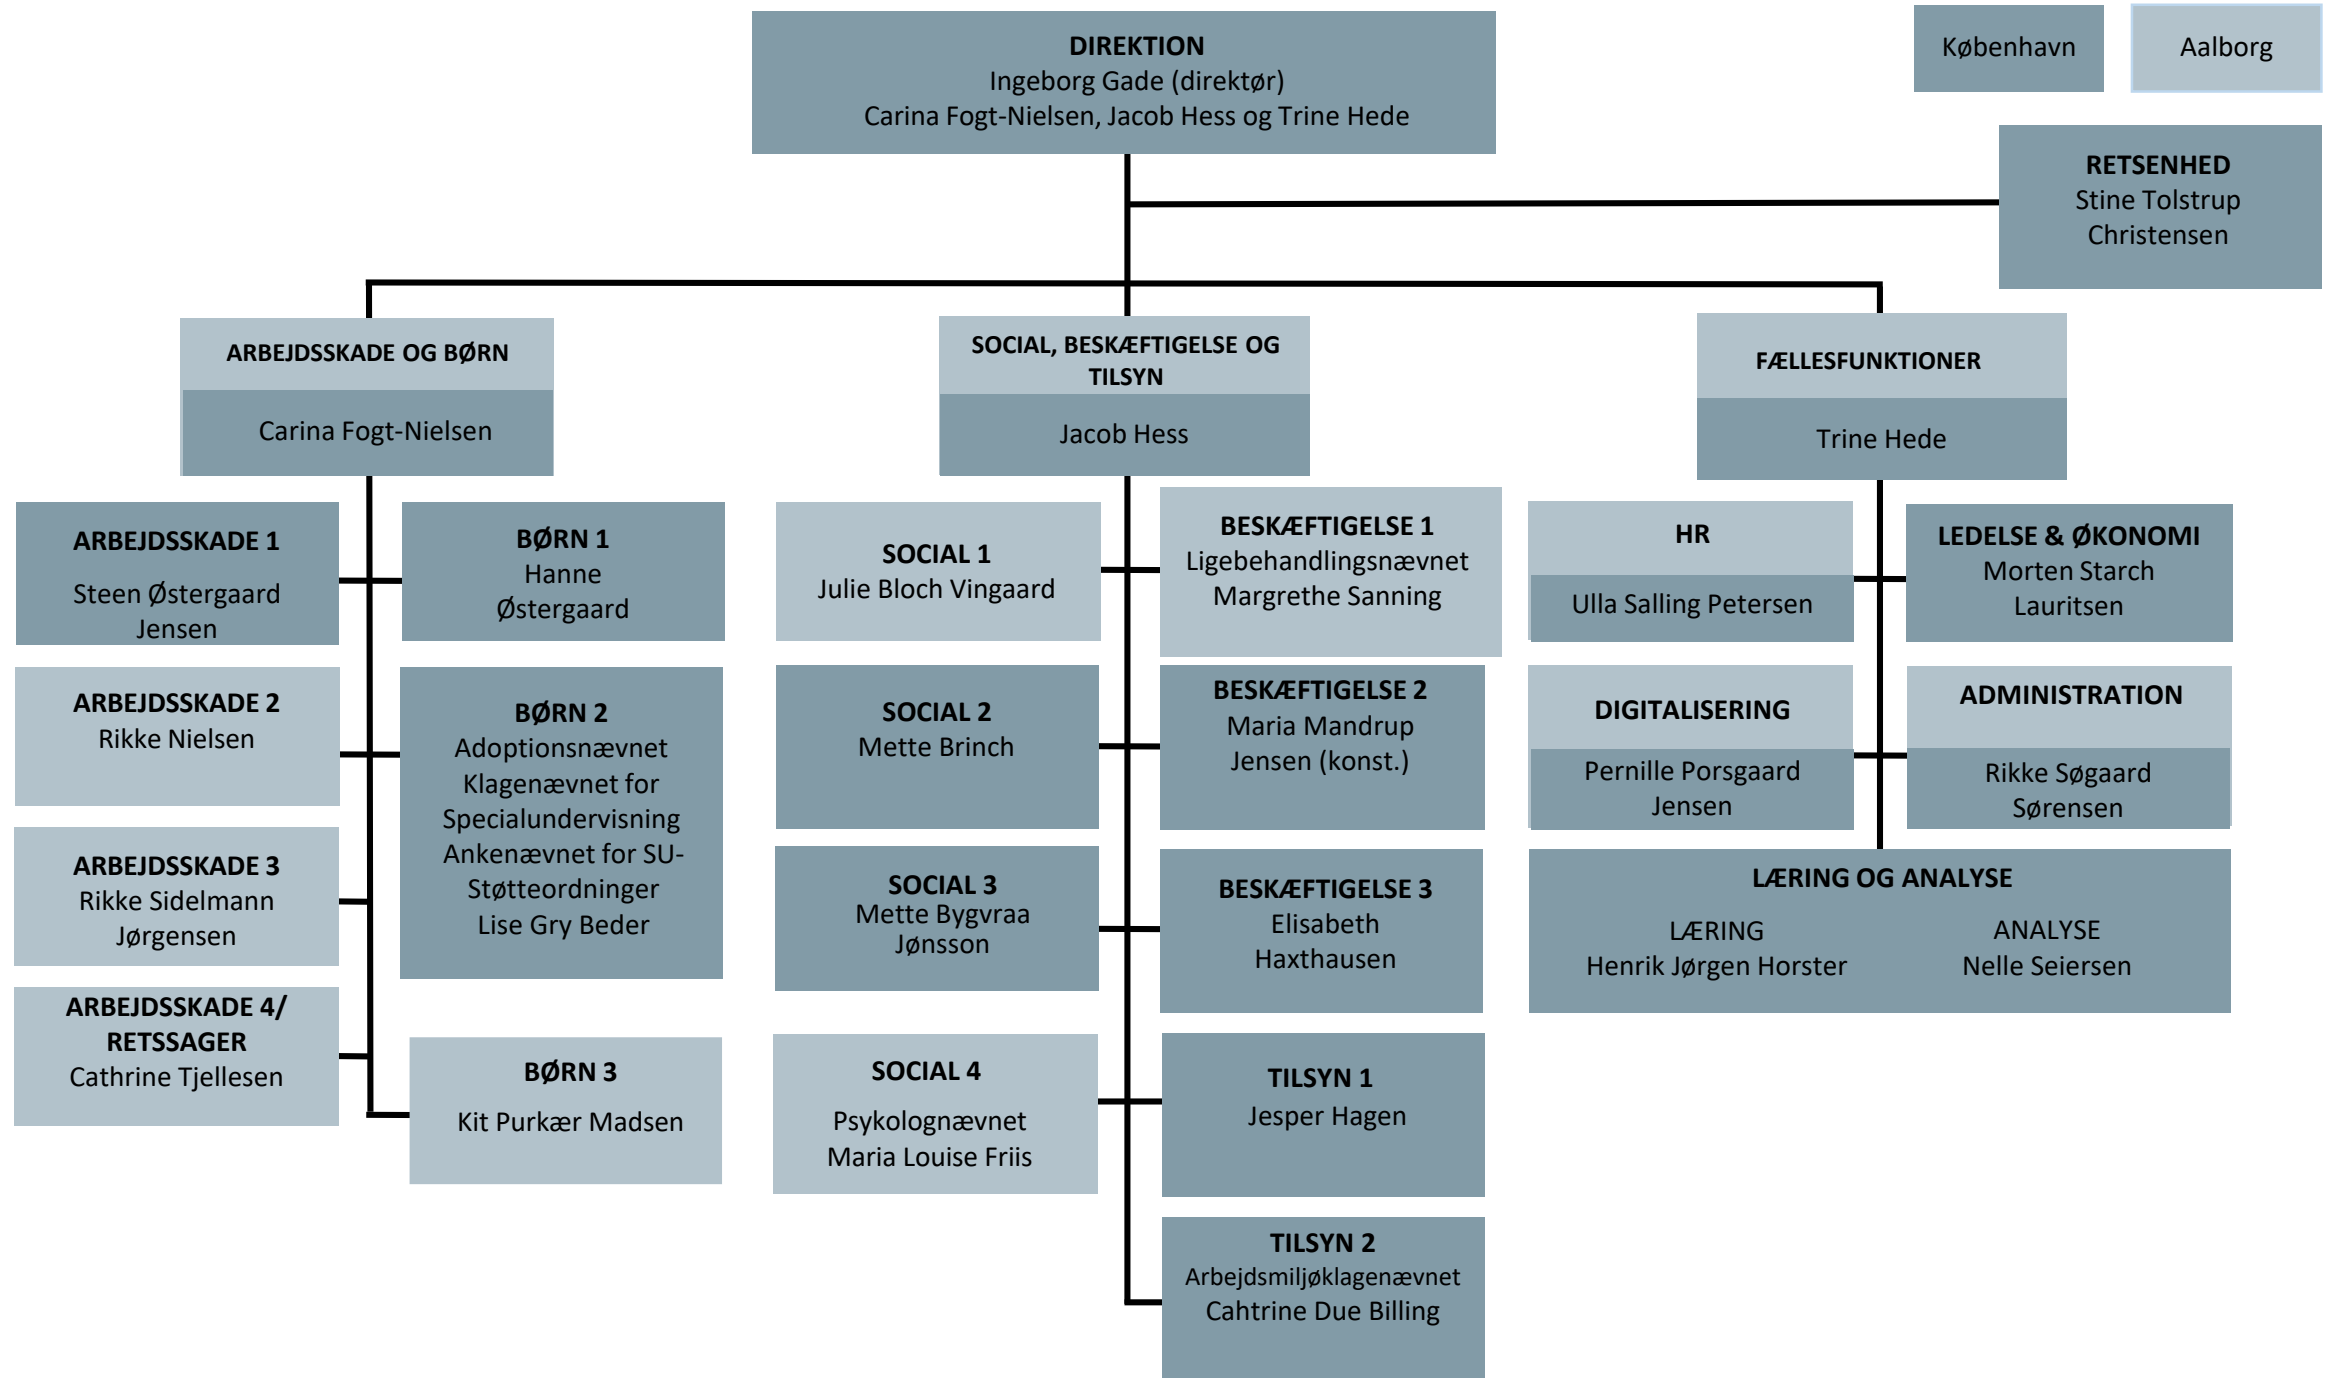 DIREKTION
Ingeborg Gade (direktør)
Carina Fogt-Nielsen, Jacob Hess og Trine Hede
København
Aalborg
RETSENHED
Stine Tolstrup
Christensen
ARBEJDSSKADE OG BØRN
Carina Fogt-Nielsen
ARBEJDSSKADE 1
Steen Østergaard
Jensen
BØRN 1
Hanne
Østergaard
ARBEJDSSKADE 2
Rikke Nielsen
BØRN 2
Adoptionsnævnet
Klagenævnet for
Specialundervisning
Ankenævnet for SU-
Støtteordninger
Lise Gry Beder
ARBEJDSSKADE 3
Rikke Sidelmann
Jørgensen
ARBEJDSSKADE 4/
RETSSAGER
Cathrine Tjellesen
BØRN 3
Kit Purkær Madsen
SOCIAL, BESKÆFTIGELSE OG
TILSYN
Jacob Hess
SOCIAL 1
Julie Bloch Vingaard
BESKÆFTIGELSE 1
Ligebehandlingsnævnet
Margrethe Sanning
SOCIAL 2
Mette Brinch
BESKÆFTIGELSE 2
Maria Mandrup
Jensen (konst.)
SOCIAL 3
Mette Bygvraa
Jønsson
BESKÆFTIGELSE 3
Elisabeth
Haxthausen
SOCIAL 4
Psykolognævnet
Maria Louise Friis
TILSYN 1
Jesper Hagen
TILSYN 2
Arbejdsmiljøklagenævnet
Cahtrine Due Billing
FÆLLESFUNKTIONER
Trine Hede
HR
Ulla Salling Petersen
LEDELSE & ØKONOMI
Morten Starch
Lauritsen
DIGITALISERING
Pernille Porsgaard
Jensen
ADMINISTRATION
Rikke Søgaard
Sørensen
LÆRING OG ANALYSE
LÆRING
Henrik Jørgen Horster
ANALYSE
Nelle Seiersen